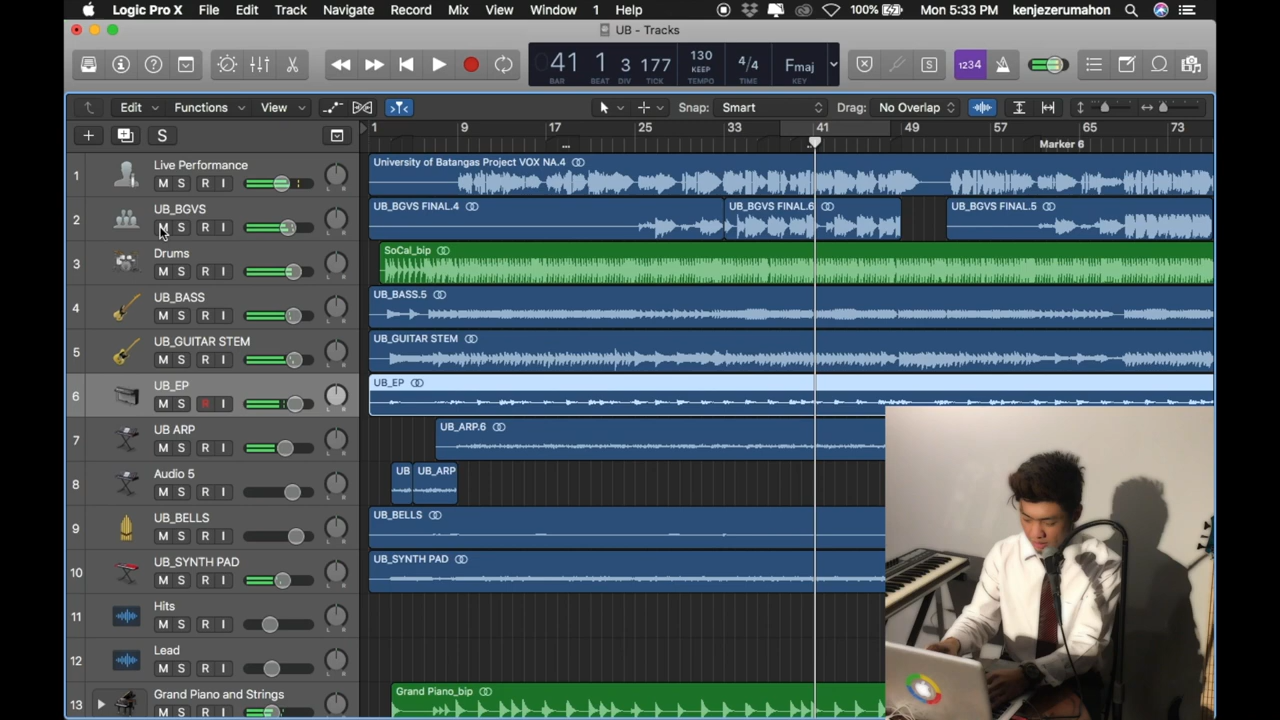 Logic Pro X File Edit Track Navigate Record Mix View Window 1 Help 100% Mon 5:33 PM kenjezerumahon
UB - Tracks
41 1 3 177 130 KEEP 4/4 Fmaj 1234 S
BAR BEAT DIV TICK TEMPO TIME KEY
Edit Functions View Snap: Smart Drag: No Overlap
S 1 9 17 25 33 41 49 57 65 73
Marker 6
1 Live Performance M S R I University of Batangas Project VOX NA.4
2 UB_BGVS M S R I UB_BGVS FINAL.4 UB_BGVS FINAL.6 UB_BGVS FINAL.5
3 Drums M S R I SoCal_bip
4 UB_BASS M S R I UB_BASS.5
5 UB_GUITAR STEM M S R I UB_GUITAR STEM
6 UB_EP M S R I UB_EP
7 UB ARP M S R I UB_ARP.6
8 Audio 5 M S R I UB UB_ARP
9 UB_BELLS M S R I UB_BELLS
10 UB_SYNTH PAD M S R I UB_SYNTH PAD
11 Hits M S R I
12 Lead M S R I
13 Grand Piano and Strings M S R I Grand Piano_bip